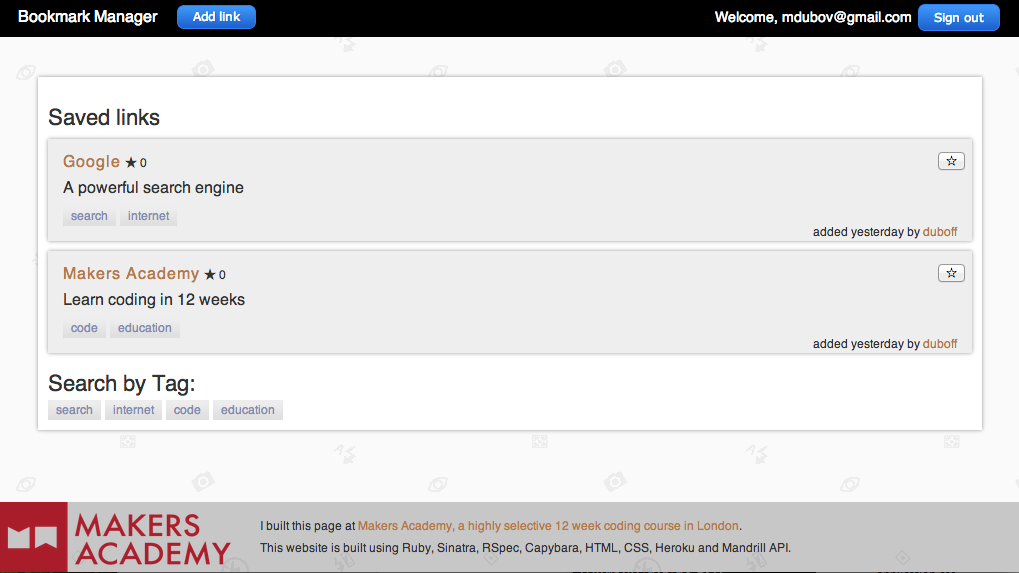 Bookmark Manager Add link Welcome, mdubov@gmail.com Sign out
Saved links
Google ★ 0 ☆
A powerful search engine
search internet
added yesterday by duboff
Makers Academy ★ 0 ☆
Learn coding in 12 weeks
code education
added yesterday by duboff
Search by Tag:
search internet code education
MAKERS
ACADEMY
I built this page at Makers Academy, a highly selective 12 week coding course in London.
This website is built using Ruby, Sinatra, RSpec, Capybara, HTML, CSS, Heroku and Mandrill API.